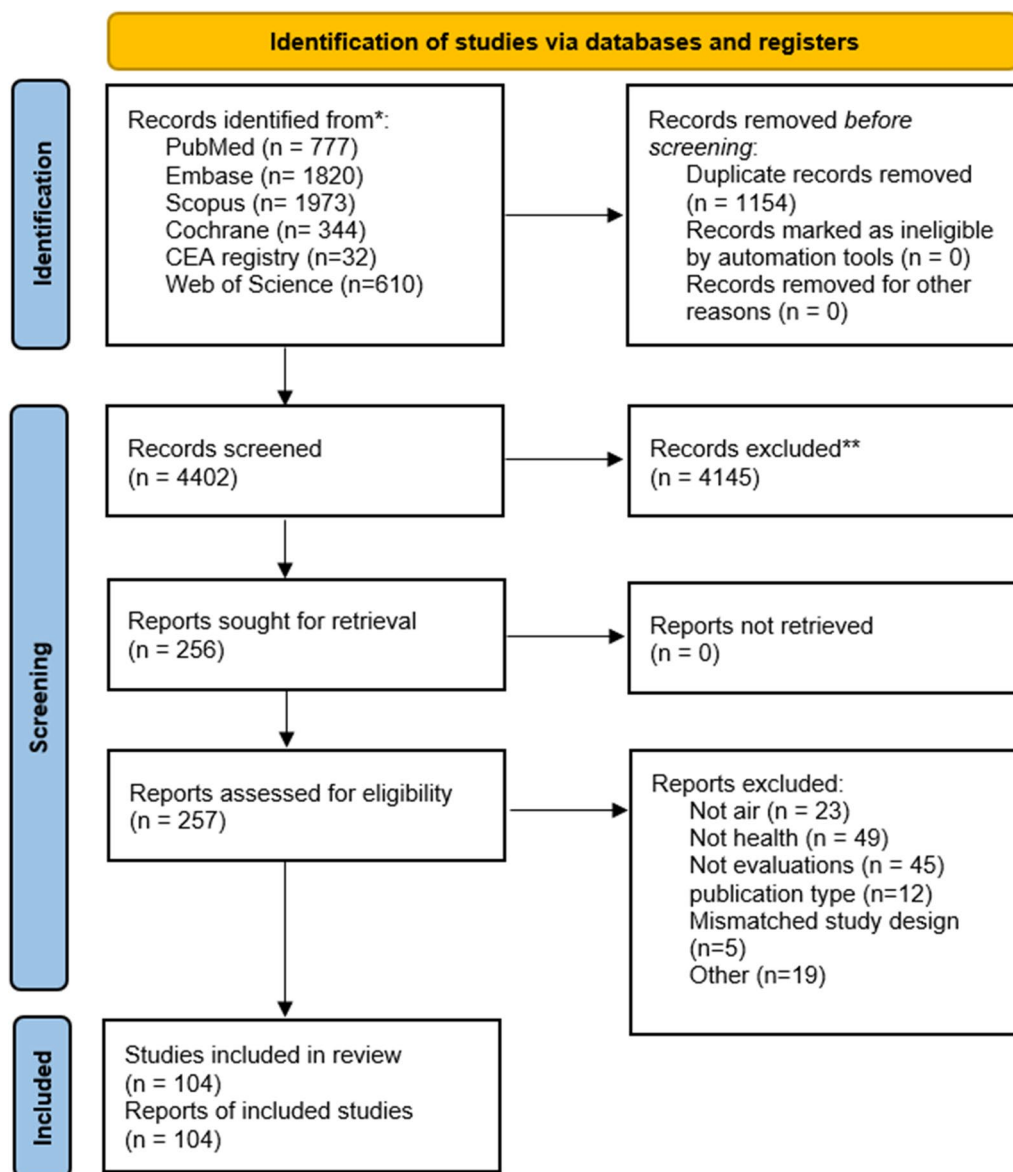 Identification of studies via databases and registers
Identification
Records identified from*:
PubMed (n = 777)
Embase (n= 1820)
Scopus (n= 1973)
Cochrane (n= 344)
CEA registry (n=32)
Web of Science (n=610)
Records removed before
screening:
Duplicate records removed
(n = 1154)
Records marked as ineligible
by automation tools (n = 0)
Records removed for other
reasons (n = 0)
Screening
Records screened
(n = 4402)
Records excluded**
(n = 4145)
Reports sought for retrieval
(n = 256)
Reports not retrieved
(n = 0)
Reports assessed for eligibility
(n = 257)
Reports excluded:
Not air (n = 23)
Not health (n = 49)
Not evaluations (n = 45)
publication type (n=12)
Mismatched study design
(n=5)
Other (n=19)
Included
Studies included in review
(n = 104)
Reports of included studies
(n = 104)